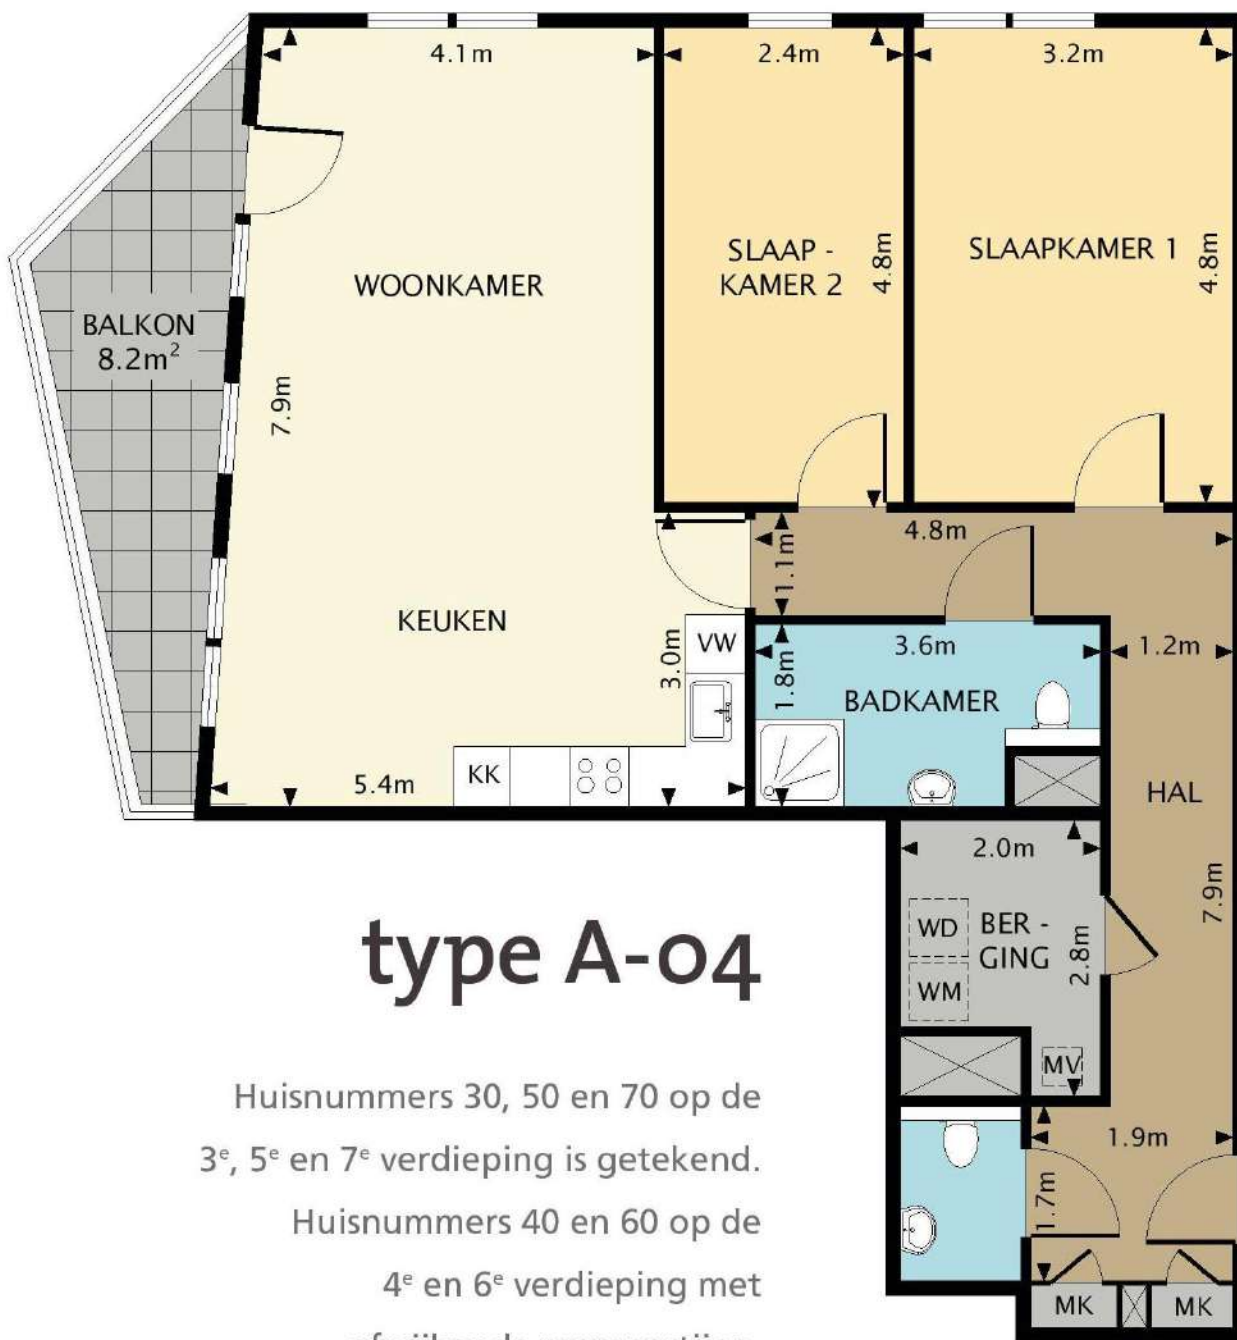 4.1m
2.4m
3.2m
SLAAP -
KAMER 2
4.8m
SLAAPKAMER 1
4.8m
WOONKAMER
BALKON
8.2m²
7.9m
4.8m
1.1m
KEUKEN
3.0m
VW
1.8m
3.6m
1.2m
BADKAMER
5.4m
KK
HAL
2.0m
7.9m
WD
BER -
GING
2.8m
WM
MV
1.9m
1.7m
MK
MK
type A-04
Huisnummers 30, 50 en 70 op de
3e, 5e en 7e verdieping is getekend.
Huisnummers 40 en 60 op de
4e en 6e verdieping met